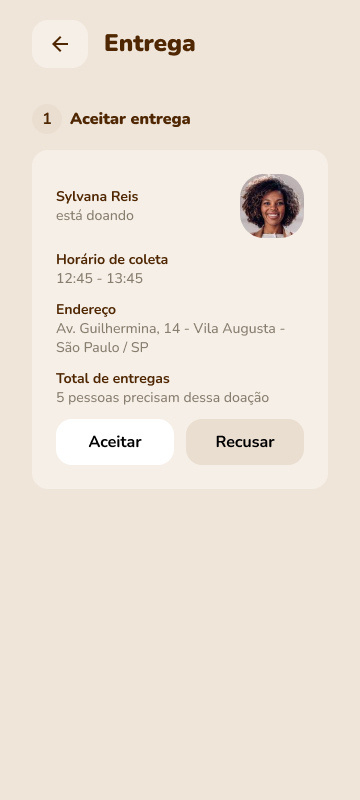 Entrega
1 Aceitar entrega
Sylvana Reis
está doando
Horário de coleta
12:45 - 13:45
Endereço
Av. Guilhermina, 14 - Vila Augusta -
São Paulo / SP
Total de entregas
5 pessoas precisam dessa doação
Aceitar
Recusar